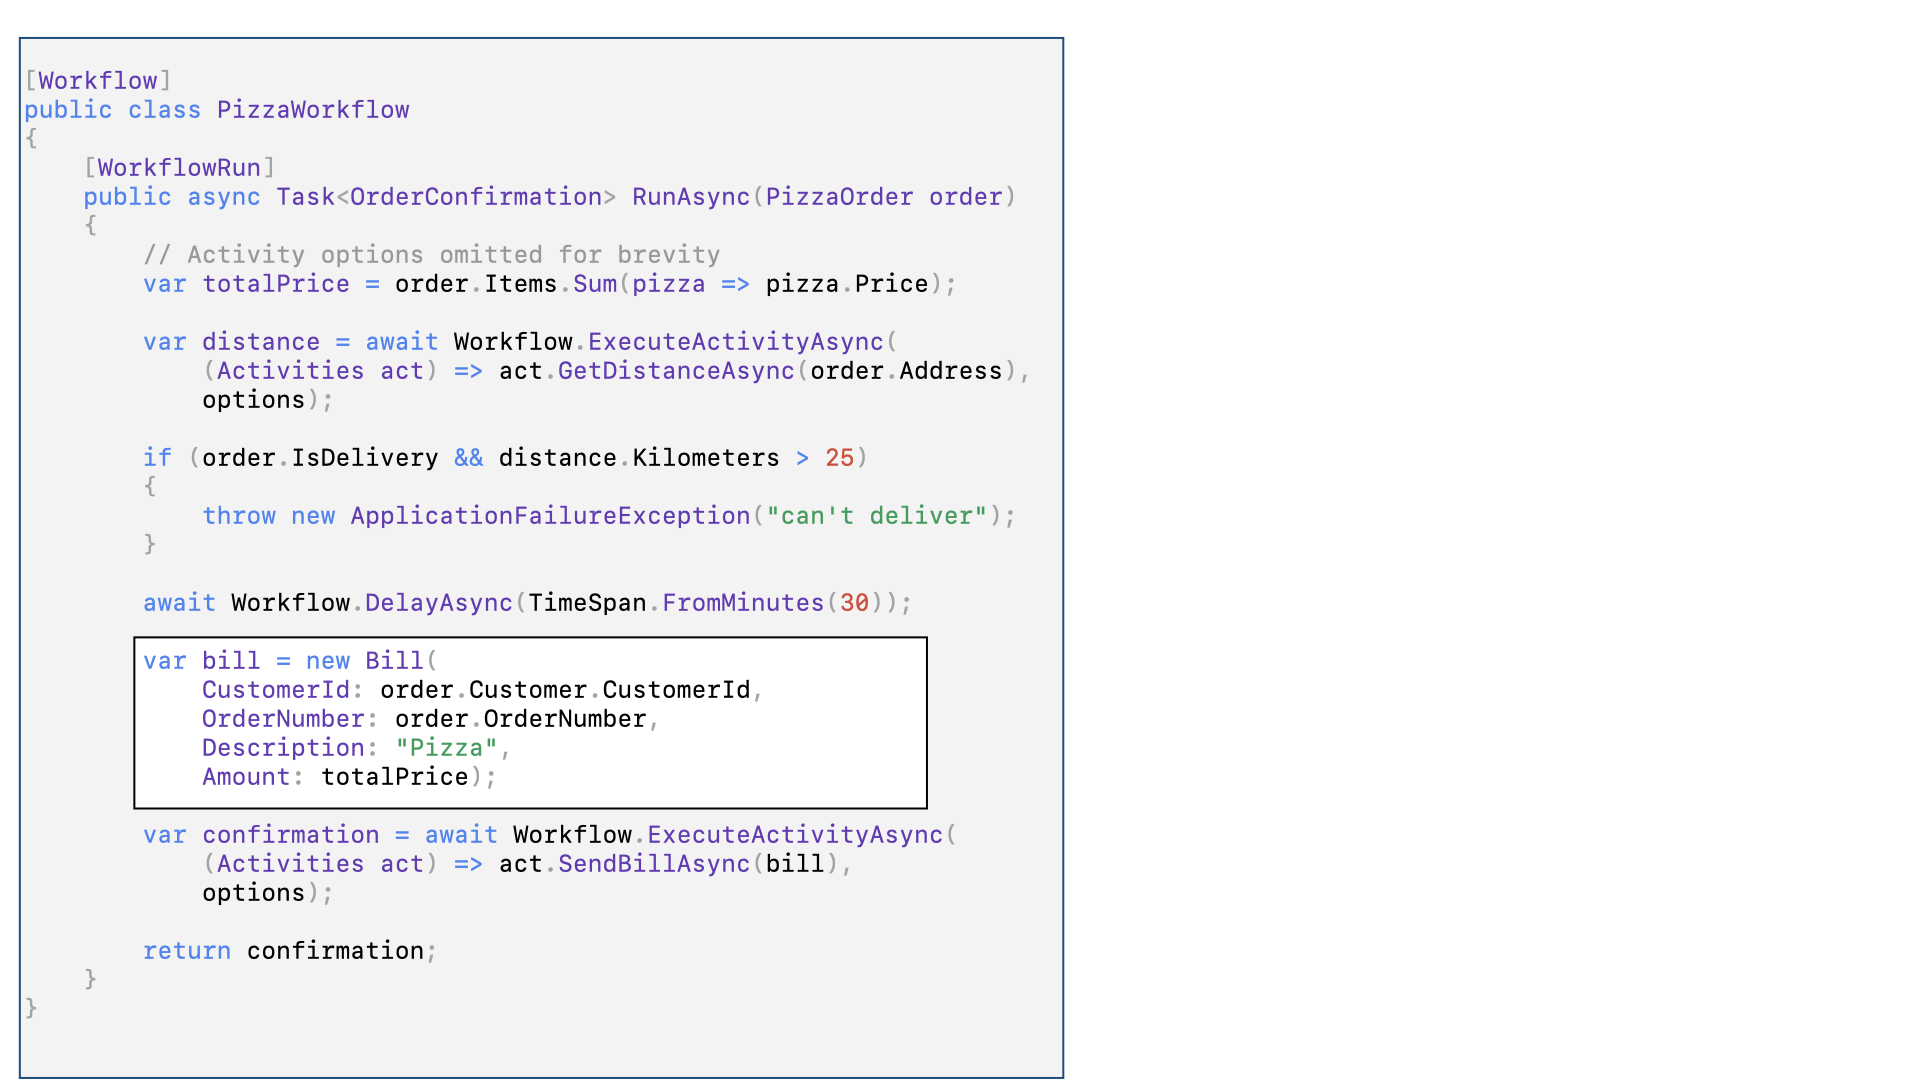 [Workflow]
public class PizzaWorkflow
{
    [WorkflowRun]
    public async Task<OrderConfirmation> RunAsync(PizzaOrder order)
    {
        // Activity options omitted for brevity
        var totalPrice = order.Items.Sum(pizza => pizza.Price);

        var distance = await Workflow.ExecuteActivityAsync(
            (Activities act) => act.GetDistanceAsync(order.Address),
            options);

        if (order.IsDelivery && distance.Kilometers > 25)
        {
            throw new ApplicationFailureException("can't deliver");
        }

        await Workflow.DelayAsync(TimeSpan.FromMinutes(30));

        var bill = new Bill(
            CustomerId: order.Customer.CustomerId,
            OrderNumber: order.OrderNumber,
            Description: "Pizza",
            Amount: totalPrice);

        var confirmation = await Workflow.ExecuteActivityAsync(
            (Activities act) => act.SendBillAsync(bill),
            options);

        return confirmation;
    }
}